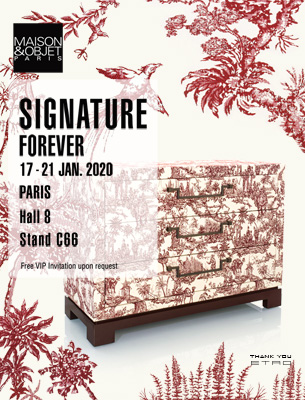 MAISON
&OBJET
PARIS
SIGNATURE
FOREVER
17 - 21 JAN. 2020
PARIS
Hall 8
Stand C66
Free VIP Invitation upon request
THANK YOU
ETRO